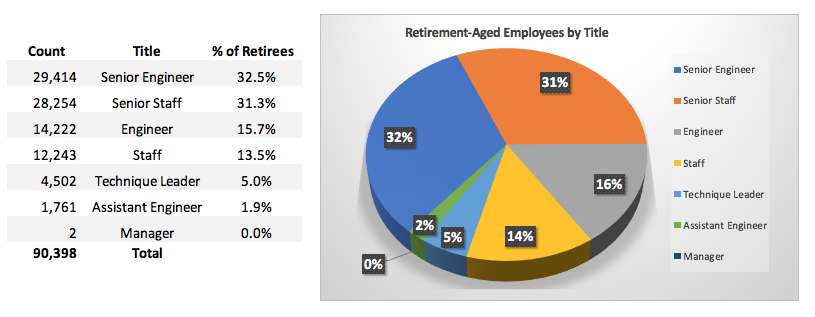 Count Title % of Retirees
29,414 Senior Engineer 32.5%
28,254 Senior Staff 31.3%
14,222 Engineer 15.7%
12,243 Staff 13.5%
4,502 Technique Leader 5.0%
1,761 Assistant Engineer 1.9%
2 Manager 0.0%
90,398 Total
Retirement-Aged Employees by Title
31%
32%
16%
2%
5%
14%
0%
Senior Engineer
Senior Staff
Engineer
Staff
Technique Leader
Assistant Engineer
Manager